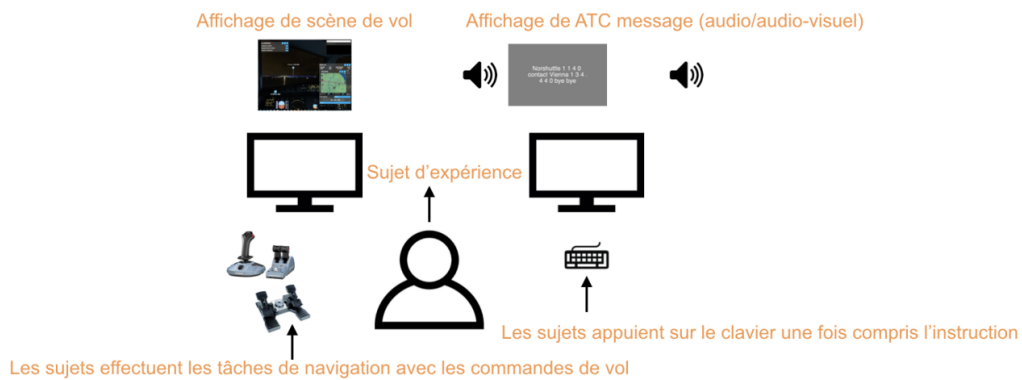 Affichage de scène de vol
Affichage de ATC message (audio/audio-visuel)
Norshuttle 1 1 4 0
contact Vienna 1 3 4 .
4 4 0 bye bye
Sujet d'expérience
Les sujets appuient sur le clavier une fois compris l'instruction
Les sujets effectuent les tâches de navigation avec les commandes de vol